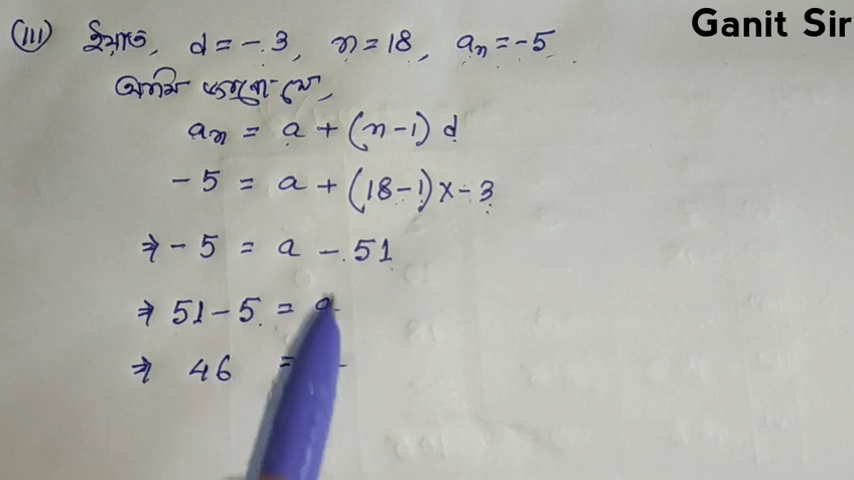 Ganit Sir
(III) ইয়াত, d = -3, n = 18, aₙ = -5
আমি জানো যে,
aₙ = a + (n-1) d
-5 = a + (18-1) x - 3
⇒ - 5 = a - 51
⇒ 51 - 5 = a
⇒ 46 =